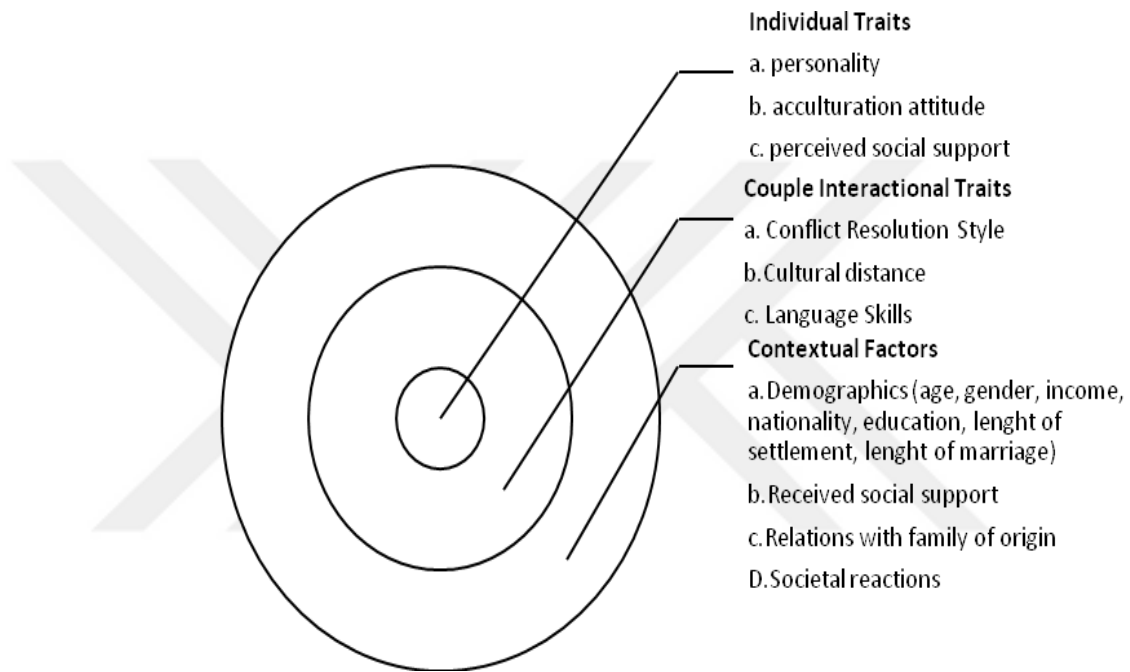 Individual Traits
a. personality
b. acculturation attitude
c. perceived social support
Couple Interactional Traits
a. Conflict Resolution Style
b.Cultural distance
c. Language Skills
Contextual Factors
a.Demographics (age, gender, income,
nationality, education, lenght of
settlement, lenght of marriage)
b.Received social support
c.Relations with family of origin
D.Societal reactions